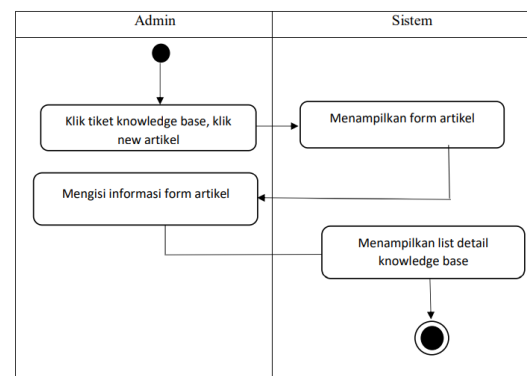 Admin
Sistem
Klik tiket knowledge base, klik
new artikel
Menampilkan form artikel
Mengisi informasi form artikel
Menampilkan list detail
knowledge base